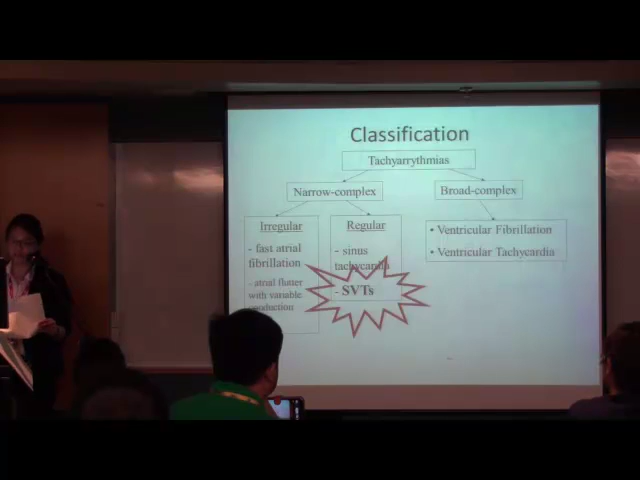 Classification
Tachyarrythmias
Narrow-complex
Broad-complex
Irregular
- fast atrial
fibrillation
- atrial flutter
with variable
conduction
Regular
- sinus
tachycardia
- SVTs
• Ventricular Fibrillation
• Ventricular Tachycardia